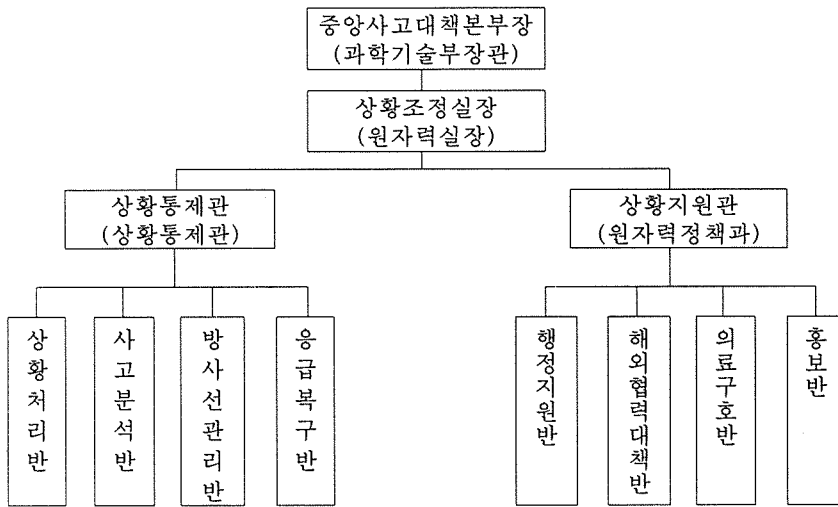 중앙사고대책본부장
(과학기술부장관)
상황조정실장
(원자력실장)
상황통제관
(상황통제관)
상황지원관
(원자력정책과)
상황처리반
사고분석반
방사선관리반
응급복구반
행정지원반
해외협력대책반
의료구호반
홍보반